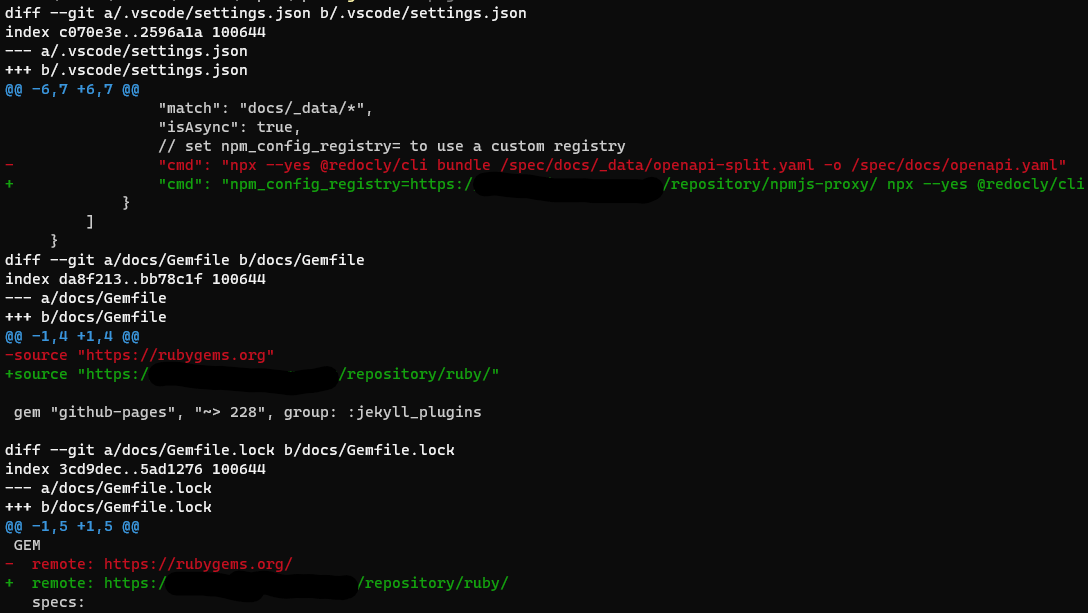 diff --git a/.vscode/settings.json b/.vscode/settings.json
index c070e3e..2596a1a 100644
--- a/.vscode/settings.json
+++ b/.vscode/settings.json
@@ -6,7 +6,7 @@
"match": "docs/_data/*",
"isAsync": true,
// set npm_config_registry= to use a custom registry
- "cmd": "npx --yes @redocly/cli bundle /spec/docs/_data/openapi-split.yaml -o /spec/docs/openapi.yaml"
+ "cmd": "npm_config_registry=https:/ /repository/npmjs-proxy/ npx --yes @redocly/cli
}
]
}
diff --git a/docs/Gemfile b/docs/Gemfile
index da8f213..bb78c1f 100644
--- a/docs/Gemfile
+++ b/docs/Gemfile
@@ -1,4 +1,4 @@
-source "https://rubygems.org"
+source "https:/ /repository/ruby/"
gem "github-pages", "~> 228", group: :jekyll_plugins
diff --git a/docs/Gemfile.lock b/docs/Gemfile.lock
index 3cd9dec..5ad1276 100644
--- a/docs/Gemfile.lock
+++ b/docs/Gemfile.lock
@@ -1,5 +1,5 @@
GEM
- remote: https://rubygems.org/
+ remote: https:/ /repository/ruby/
specs: